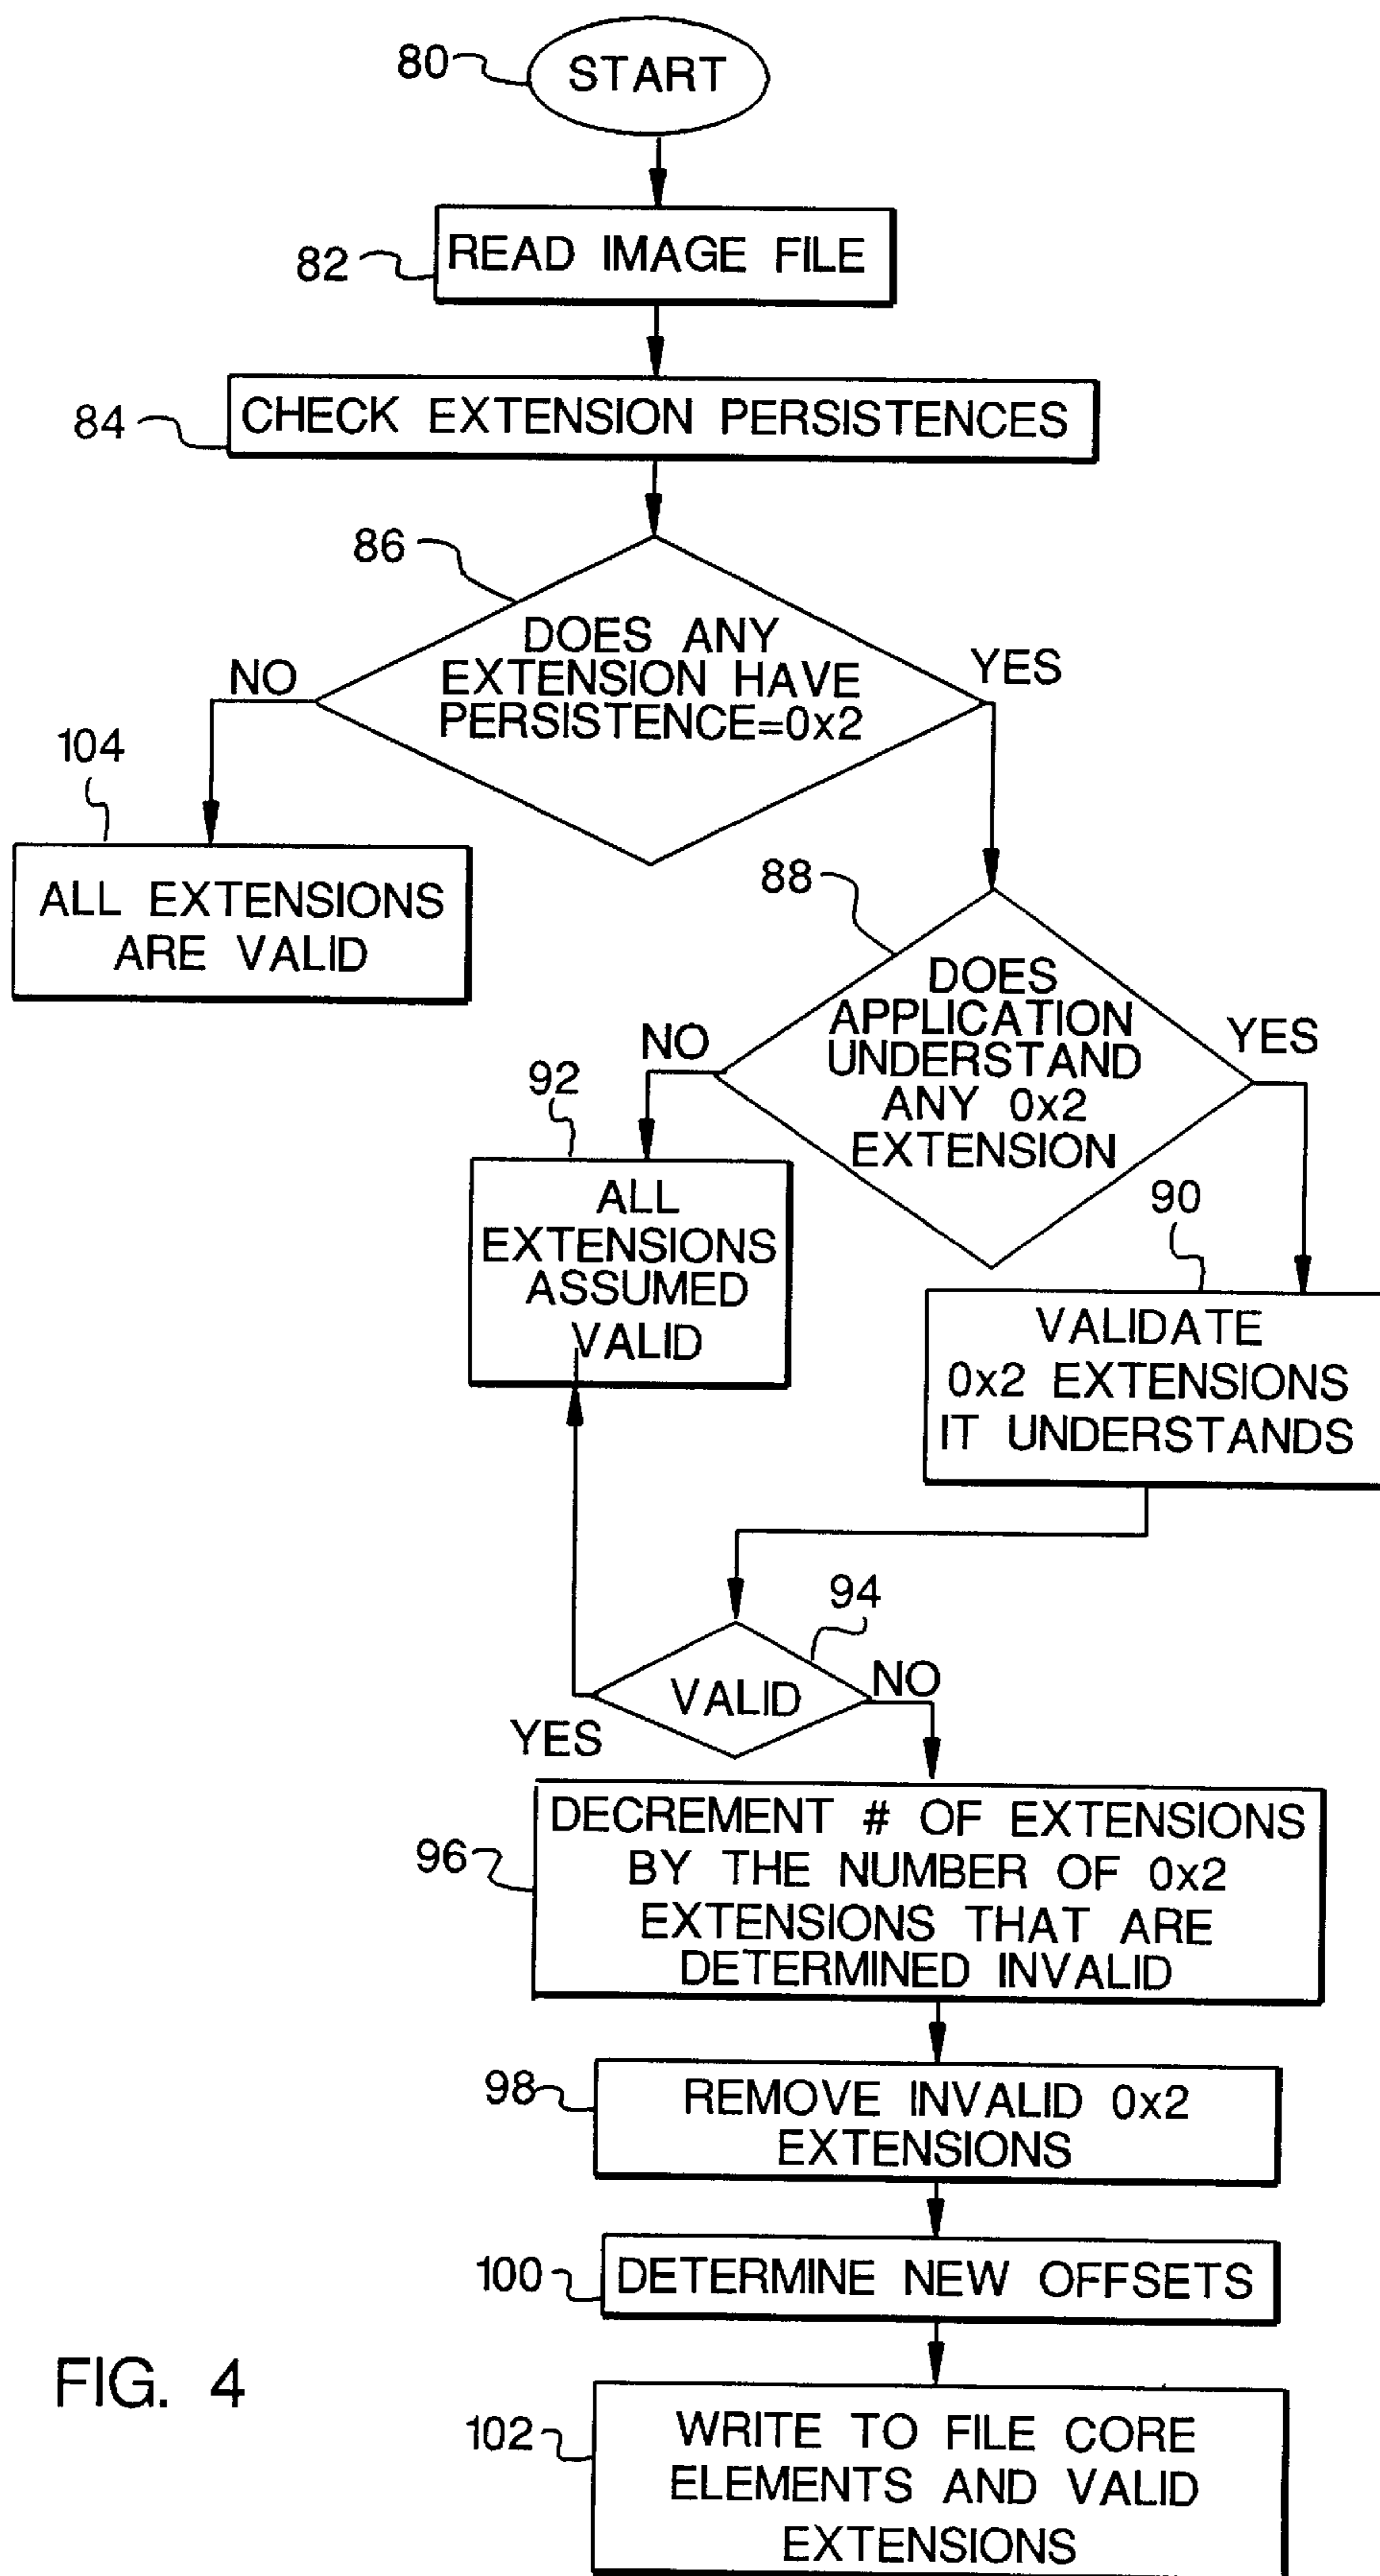 80
START
82
READ IMAGE FILE
84
CHECK EXTENSION PERSISTENCES
86
DOES ANY
EXTENSION HAVE
PERSISTENCE=0x2
NO
YES
104
ALL EXTENSIONS
ARE VALID
88
DOES
APPLICATION
UNDERSTAND
ANY 0x2
EXTENSION
NO
YES
92
ALL
EXTENSIONS
ASSUMED
VALID
90
VALIDATE
0x2 EXTENSIONS
IT UNDERSTANDS
94
VALID
NO
YES
96
DECREMENT # OF EXTENSIONS
BY THE NUMBER OF 0x2
EXTENSIONS THAT ARE
DETERMINED INVALID
98
REMOVE INVALID 0x2
EXTENSIONS
100
DETERMINE NEW OFFSETS
102
WRITE TO FILE CORE
ELEMENTS AND VALID
EXTENSIONS
FIG. 4